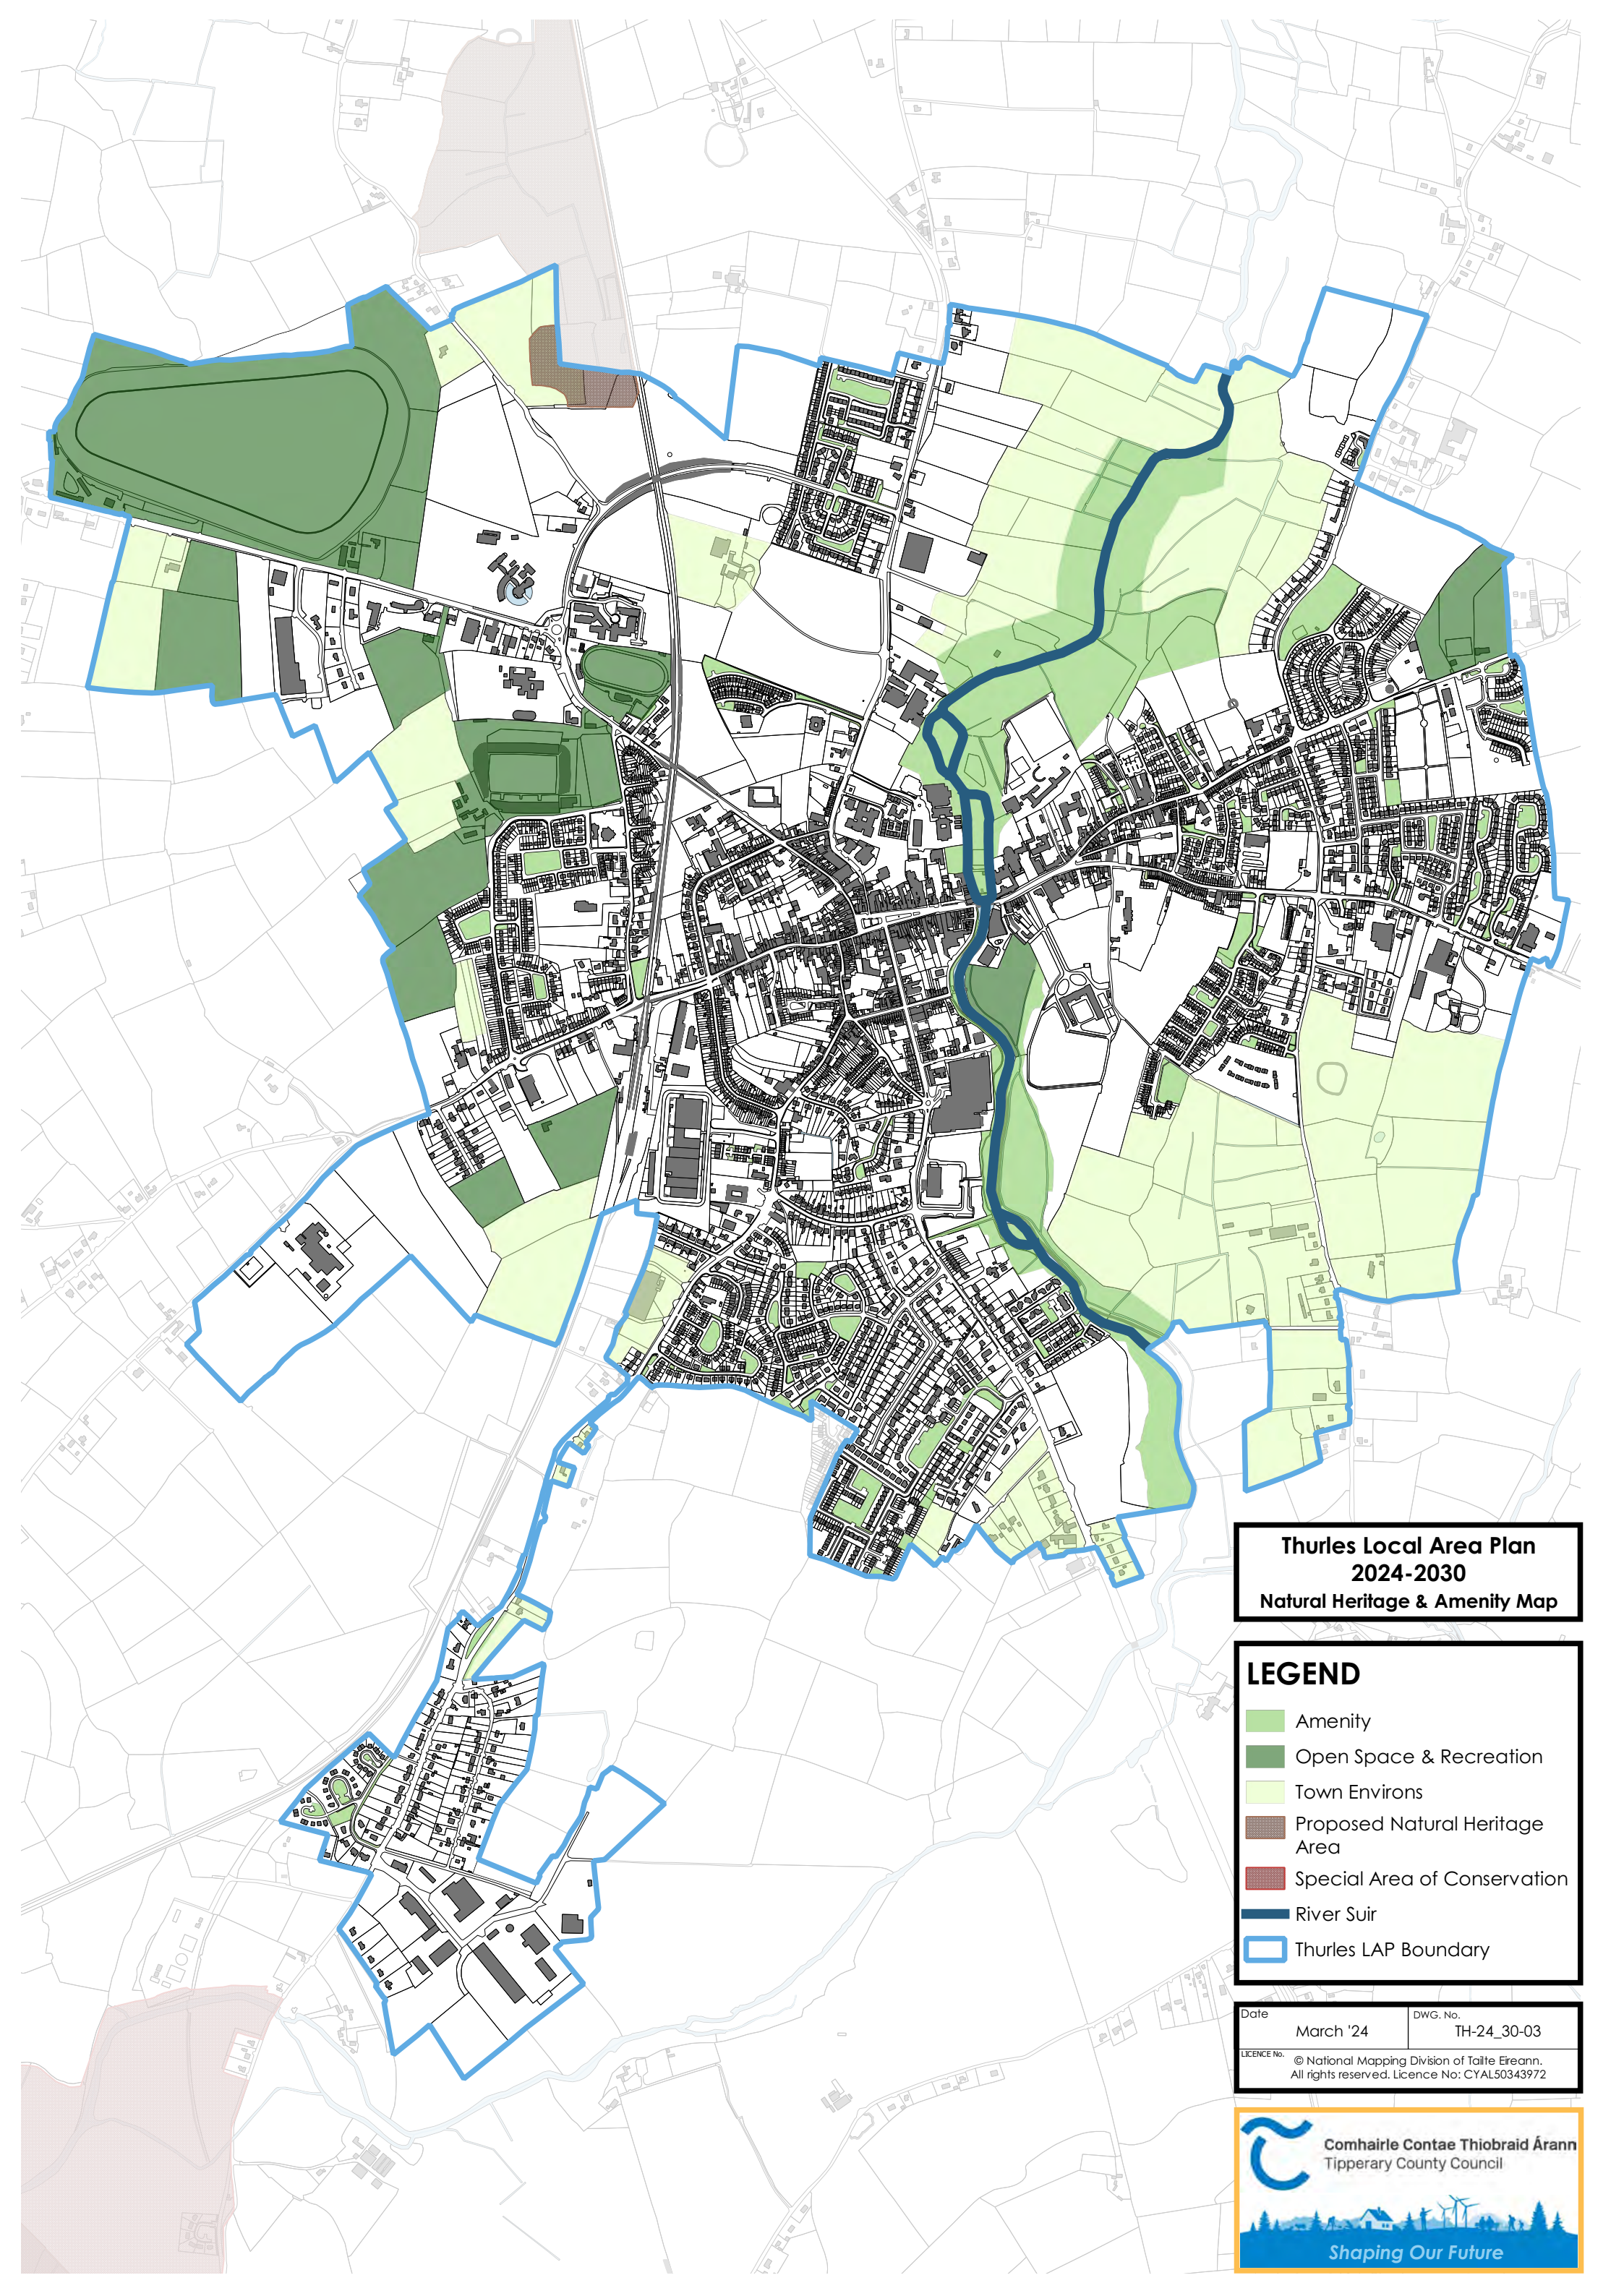 Thurles Local Area Plan
2024-2030
Natural Heritage & Amenity Map
LEGEND
Amenity
Open Space & Recreation
Town Environs
Proposed Natural Heritage
Area
Special Area of Conservation
River Suir
Thurles LAP Boundary
Date
March '24
DWG. No.
TH-24_30-03
LICENCE No.
© National Mapping Division of Tailte Eireann.
All rights reserved. Licence No: CYAL50343972
Comhairle Contae Thiobraid Árann
Tipperary County Council
Shaping Our Future